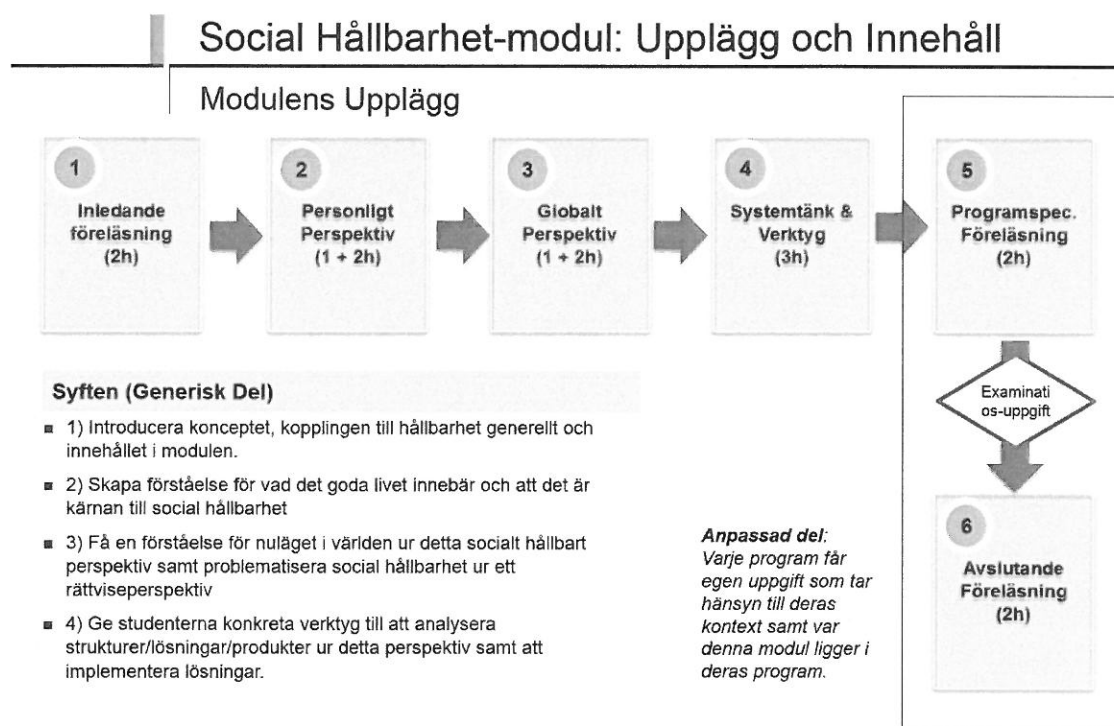 Social Hållbarhet-modul: Upplägg och Innehåll
Modulens Upplägg
1
Inledande
föreläsning
(2h)
2
Personligt
Perspektiv
(1 + 2h)
3
Globalt
Perspektiv
(1 + 2h)
4
Systemtänk &
Verktyg
(3h)
5
Programspec.
Föreläsning
(2h)
Examinati
os-uppgift
6
Avslutande
Föreläsning
(2h)
Syften (Generisk Del)
1) Introducera konceptet, kopplingen till hållbarhet generellt och
innehållet i modulen.
2) Skapa förståelse för vad det goda livet innebär och att det är
kärnan till social hållbarhet
3) Få en förståelse för nuläget i världen ur detta socialt hållbart
perspektiv samt problematisera social hållbarhet ur ett
rättviseperspektiv
4) Ge studenterna konkreta verktyg till att analysera
strukturer/lösningar/produkter ur detta perspektiv samt att
implementera lösningar.
Anpassad del:
Varje program får
egen uppgift som tar
hänsyn till deras
kontext samt var
denna modul ligger i
deras program.